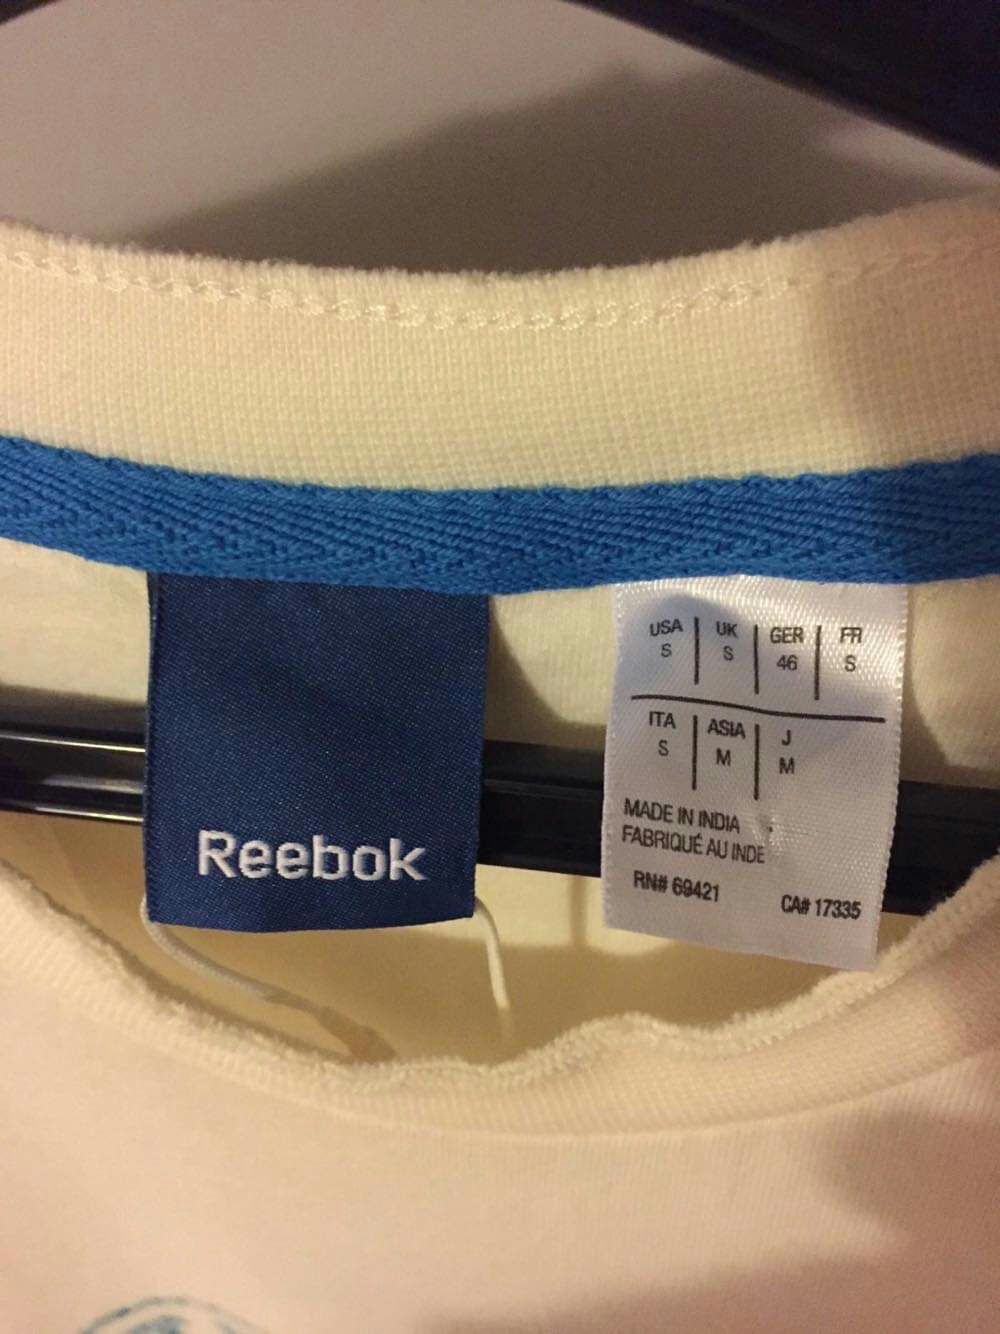 Reebok
USA | UK | GER | FR
S | S | 46 | S
ITA | ASIA | J
S | M | M
MADE IN INDIA
FABRIQUÉ AU INDE
RN# 69421 CA# 17335